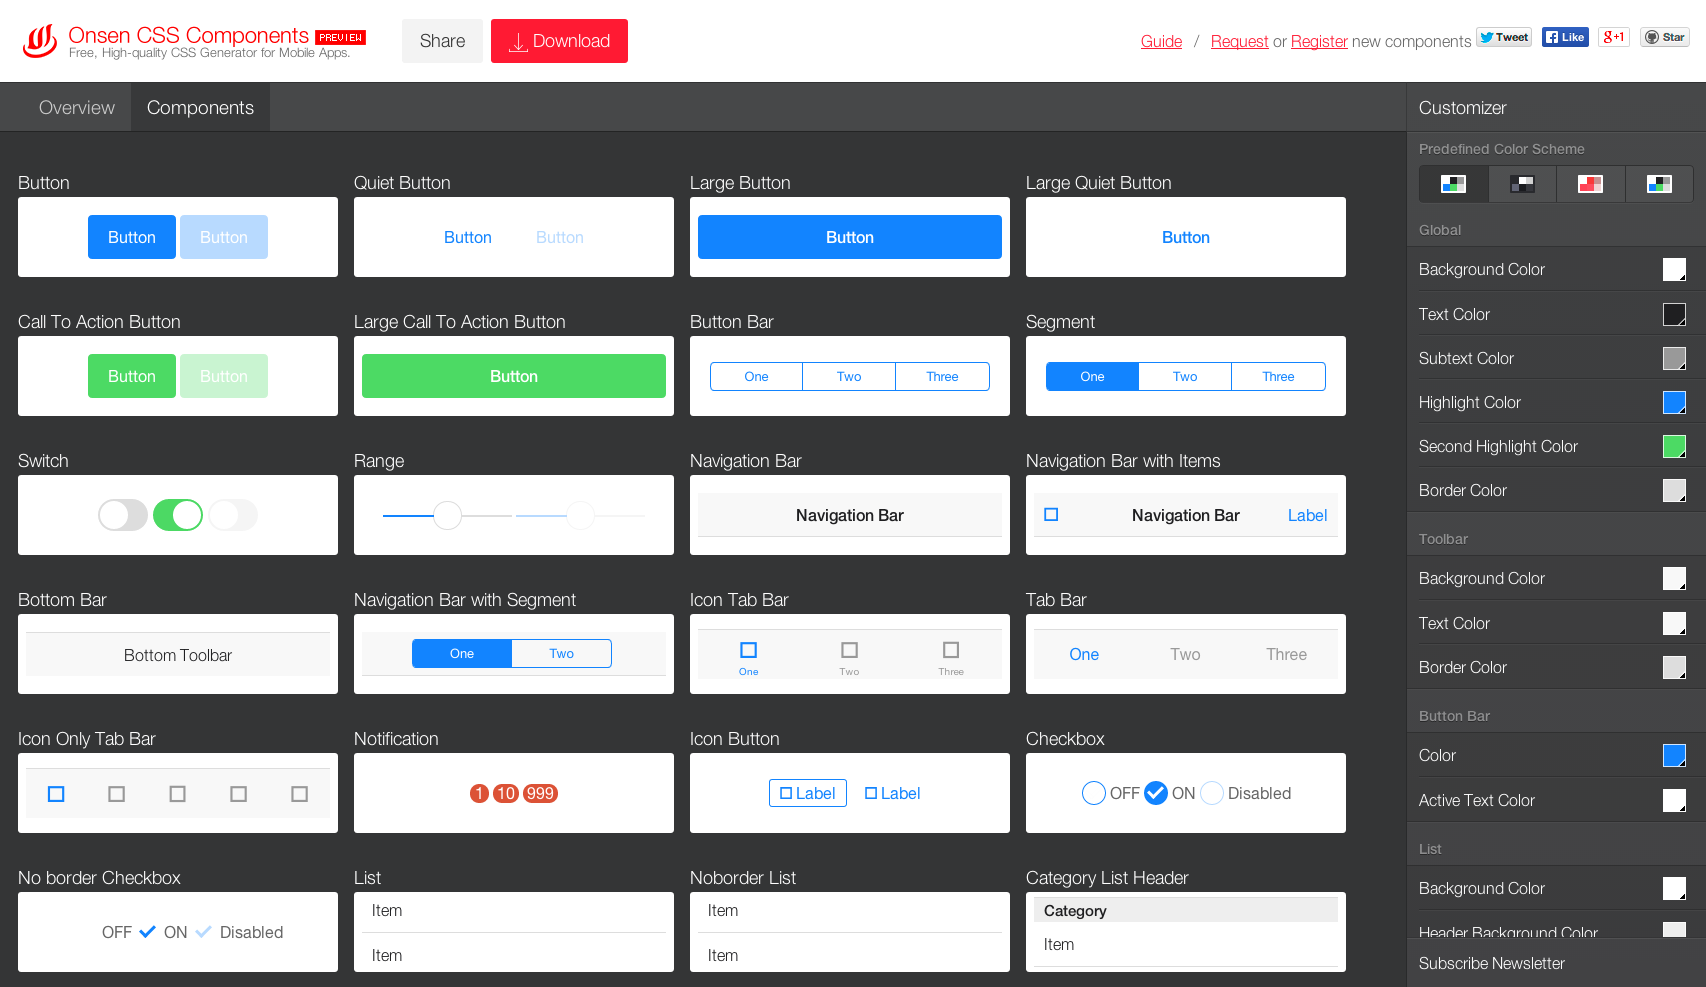 Onsen CSS Components PREVIEW
Free, High-quality CSS Generator for Mobile Apps.
Share
Download
Guide / Request or Register new components
Tweet
Like
g+1
Star
Overview
Components
Customizer
Button
Button Button
Quiet Button
Button Button
Large Button
Button
Large Quiet Button
Button
Call To Action Button
Button Button
Large Call To Action Button
Button
Button Bar
One Two Three
Segment
One Two Three
Switch
Range
Navigation Bar
Navigation Bar
Navigation Bar with Items
Navigation Bar Label
Bottom Bar
Bottom Toolbar
Navigation Bar with Segment
One Two
Icon Tab Bar
One Two Three
Tab Bar
One Two Three
Icon Only Tab Bar
Notification
1 10 999
Icon Button
Label Label
Checkbox
OFF ON Disabled
No border Checkbox
OFF ON Disabled
List
Item
Item
Noborder List
Item
Item
Category List Header
Category
Item
Predefined Color Scheme
Global
Background Color
Text Color
Subtext Color
Highlight Color
Second Highlight Color
Border Color
Toolbar
Background Color
Text Color
Border Color
Button Bar
Color
Active Text Color
List
Background Color
Header Background Color
Subscribe Newsletter